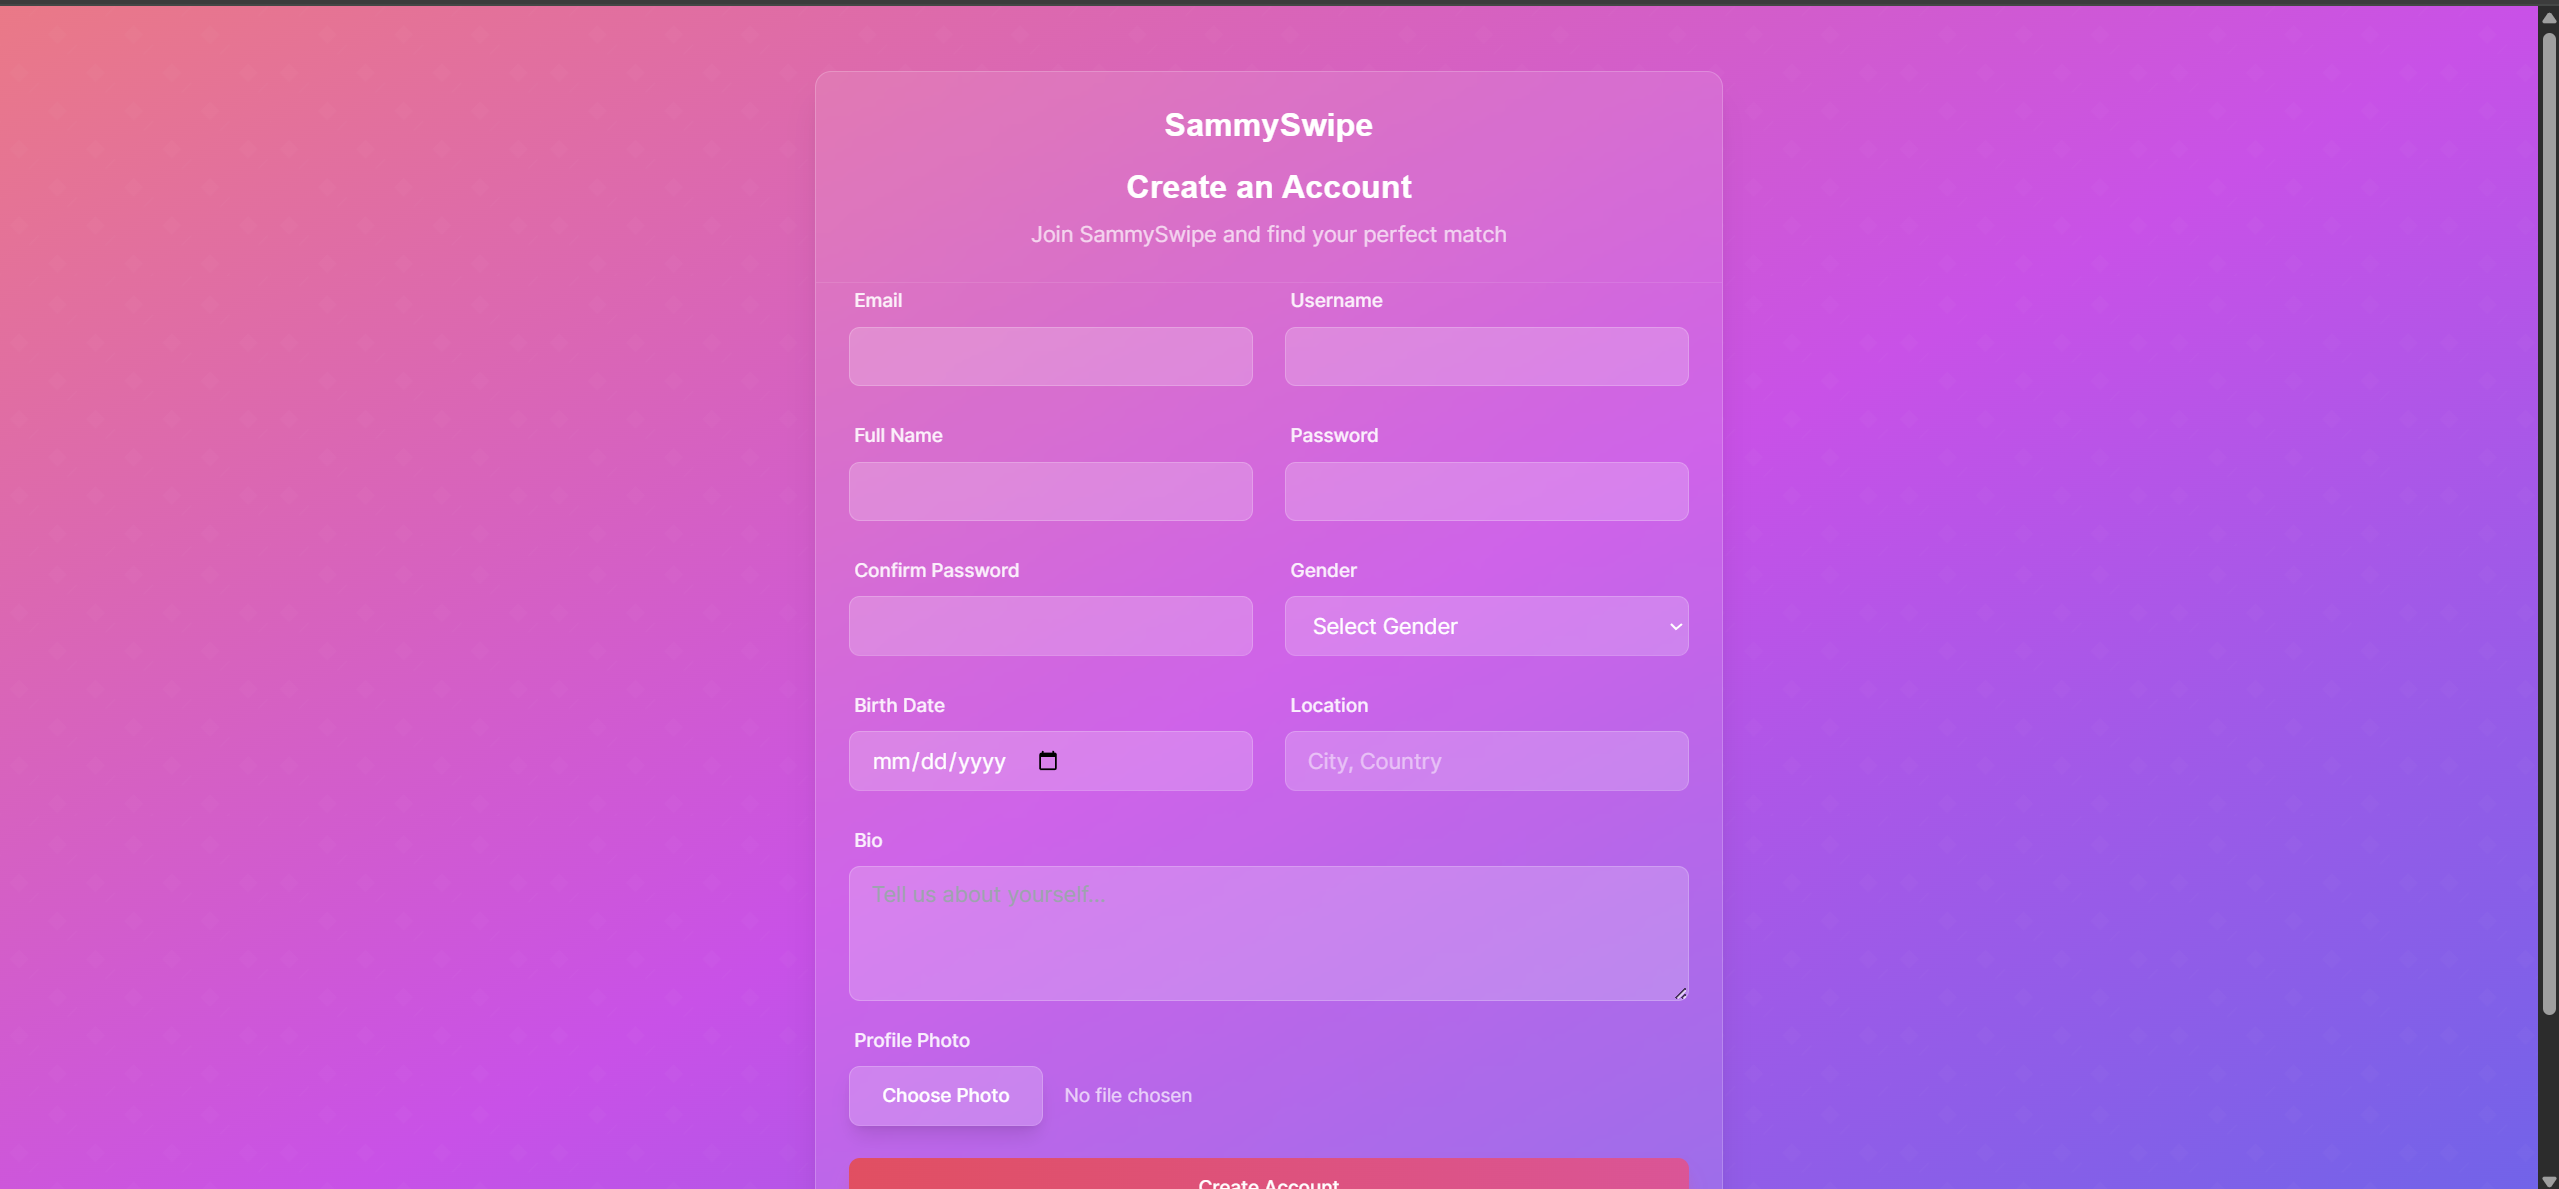 SammySwipe
Create an Account
Join SammySwipe and find your perfect match
Email
Username
Full Name
Password
Confirm Password
Gender
Select Gender
Birth Date
mm/dd/yyyy
Location
City, Country
Bio
Tell us about yourself...
Profile Photo
Choose Photo
No file chosen
Create Account